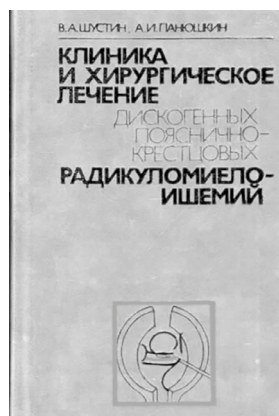 В.А.ШУСТИН, А.И.ПАНЮШКИН
КЛИНИКА
И ХИРУРГИЧЕСКОЕ
ЛЕЧЕНИЕ
ДИСКОГЕННЫХ
ПОЯСНИЧНО-
КРЕСТЦОВЫХ
РАДИКУЛОМИЕЛО-
ИШЕМИЙ